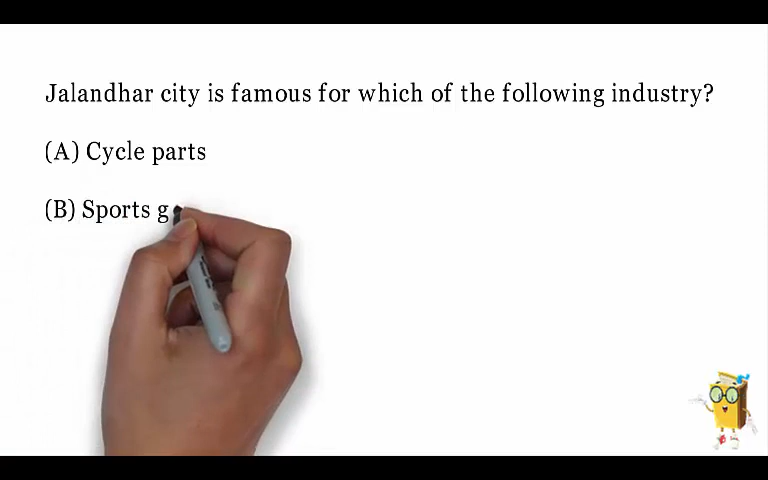 Jalandhar city is famous for which of the following industry?
(A) Cycle parts
(B) Sports g